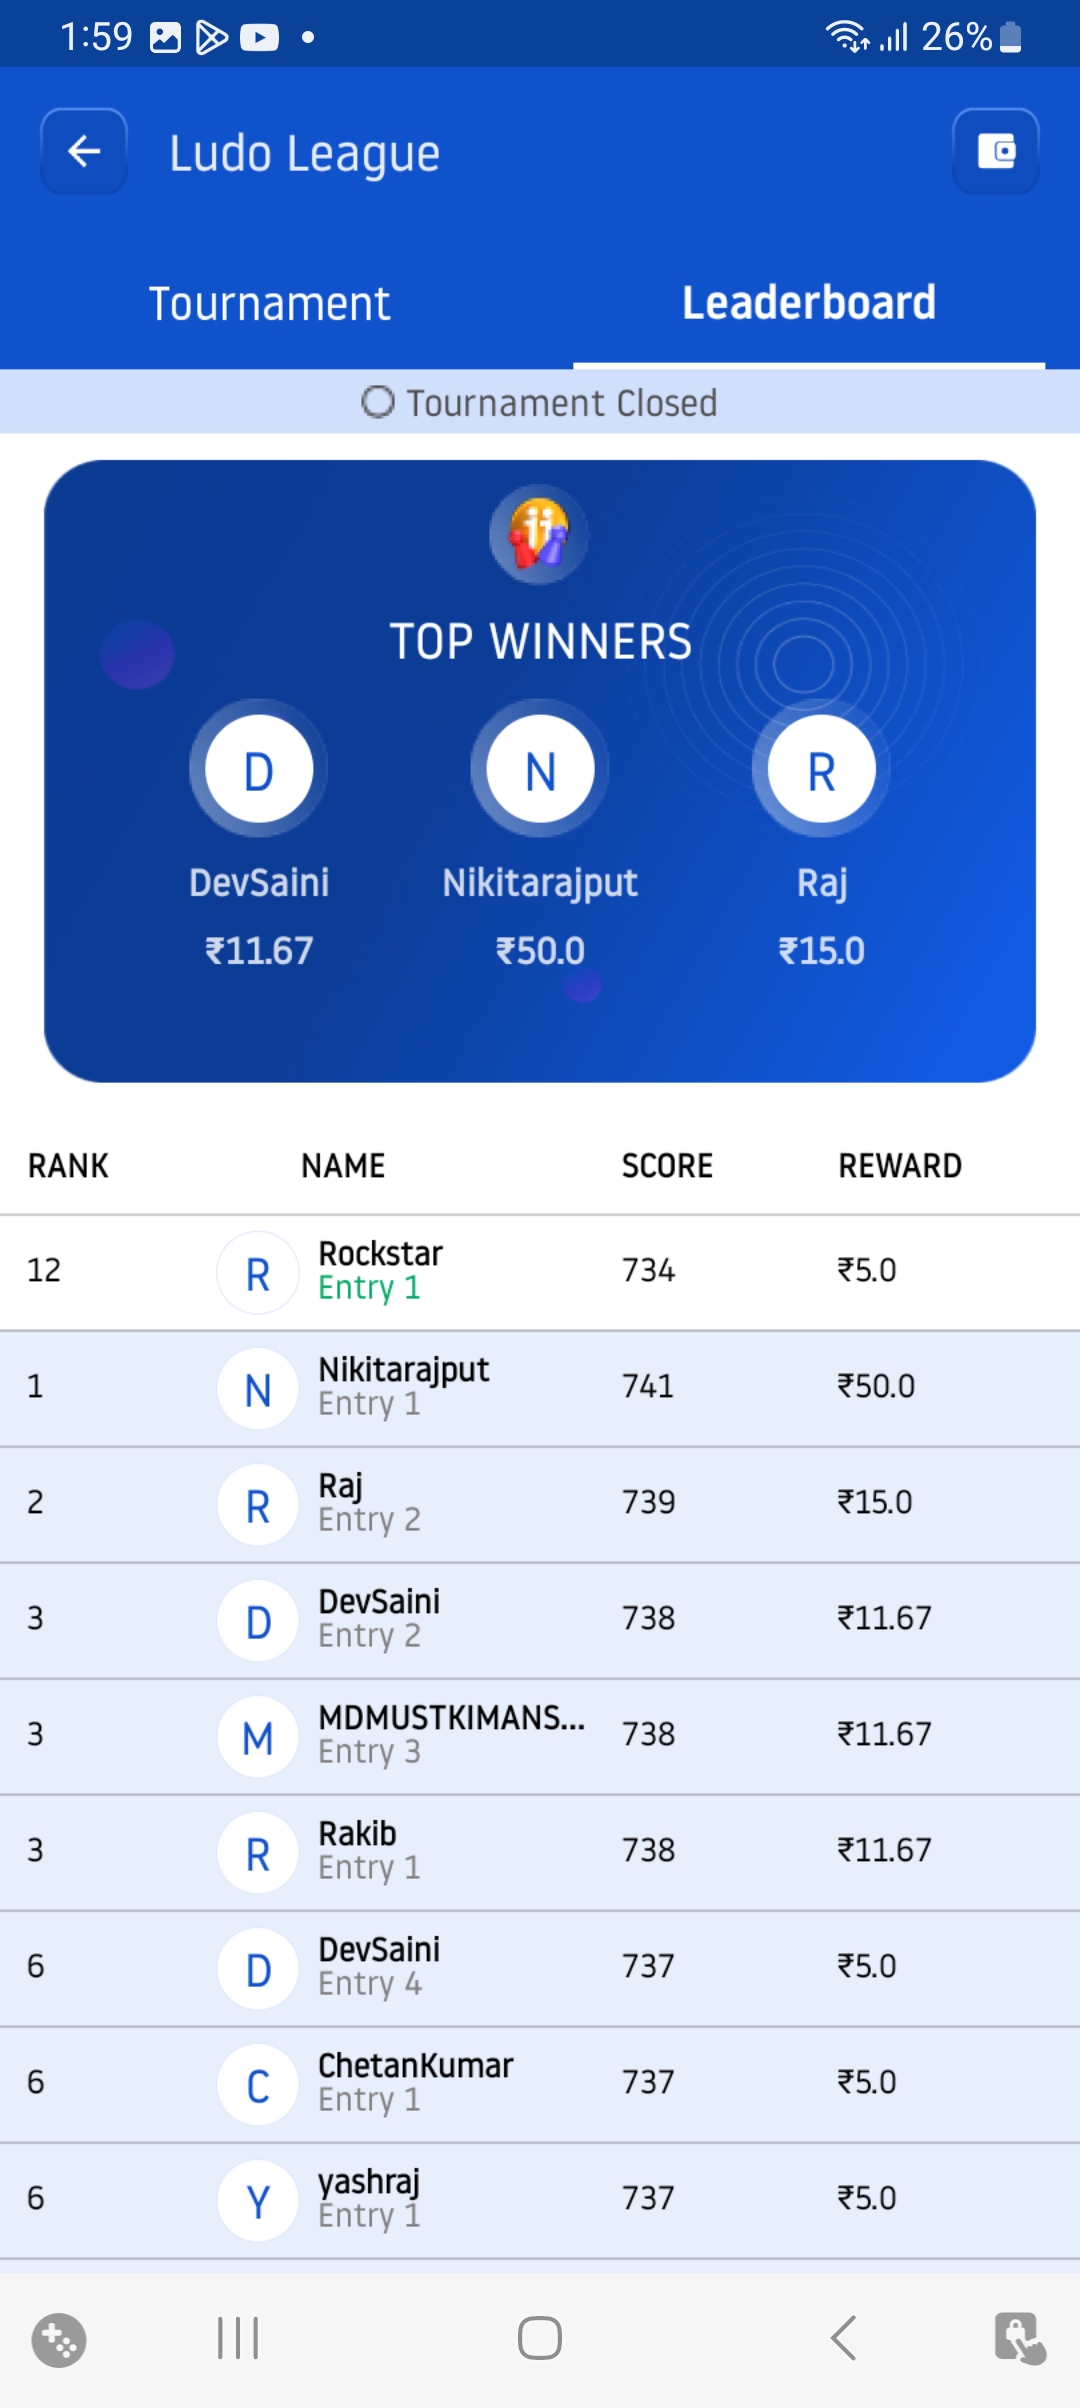 1:59 26%
Ludo League
Tournament Leaderboard
Tournament Closed
TOP WINNERS
D N R
DevSaini Nikitarajput Raj
₹11.67 ₹50.0 ₹15.0
RANK NAME SCORE REWARD
12 R Rockstar 734 ₹5.0
Entry 1
1 N Nikitarajput 741 ₹50.0
Entry 1
2 R Raj 739 ₹15.0
Entry 2
3 D DevSaini 738 ₹11.67
Entry 2
3 M MDMUSTKIMANS... 738 ₹11.67
Entry 3
3 R Rakib 738 ₹11.67
Entry 1
6 D DevSaini 737 ₹5.0
Entry 4
6 C ChetanKumar 737 ₹5.0
Entry 1
6 Y yashraj 737 ₹5.0
Entry 1